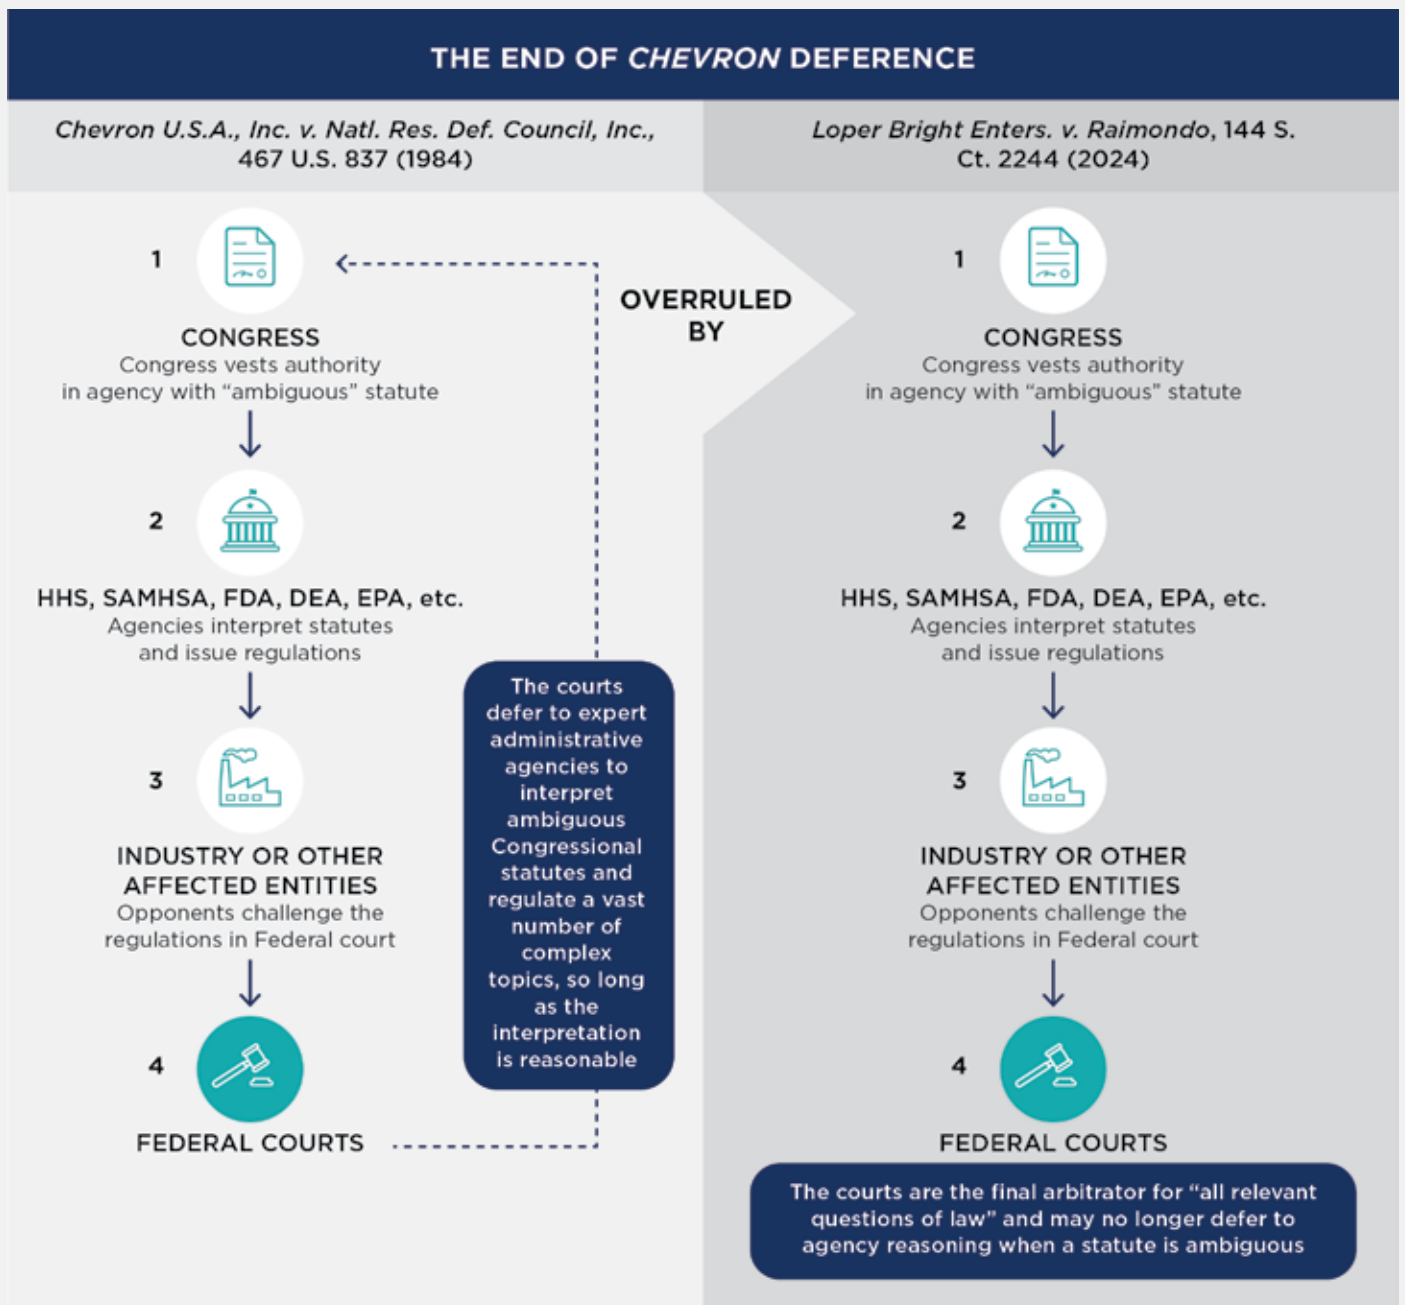 THE END OF CHEVRON DEFERENCE
Chevron U.S.A., Inc. v. Natl. Res. Def. Council, Inc.,
467 U.S. 837 (1984)
1
CONGRESS
Congress vests authority
in agency with “ambiguous” statute
2
HHS, SAMHSA, FDA, DEA, EPA, etc.
Agencies interpret statutes
and issue regulations
3
INDUSTRY OR OTHER
AFFECTED ENTITIES
Opponents challenge the
regulations in Federal court
4
FEDERAL COURTS
The courts
defer to expert
administrative
agencies to
interpret
ambiguous
Congressional
statutes and
regulate a vast
number of
complex
topics, so long
as the
interpretation
is reasonable
OVERRULED
BY
Loper Bright Enters. v. Raimondo, 144 S.
Ct. 2244 (2024)
1
CONGRESS
Congress vests authority
in agency with “ambiguous” statute
2
HHS, SAMHSA, FDA, DEA, EPA, etc.
Agencies interpret statutes
and issue regulations
3
INDUSTRY OR OTHER
AFFECTED ENTITIES
Opponents challenge the
regulations in Federal court
4
FEDERAL COURTS
The courts are the final arbitrator for “all relevant
questions of law” and may no longer defer to
agency reasoning when a statute is ambiguous